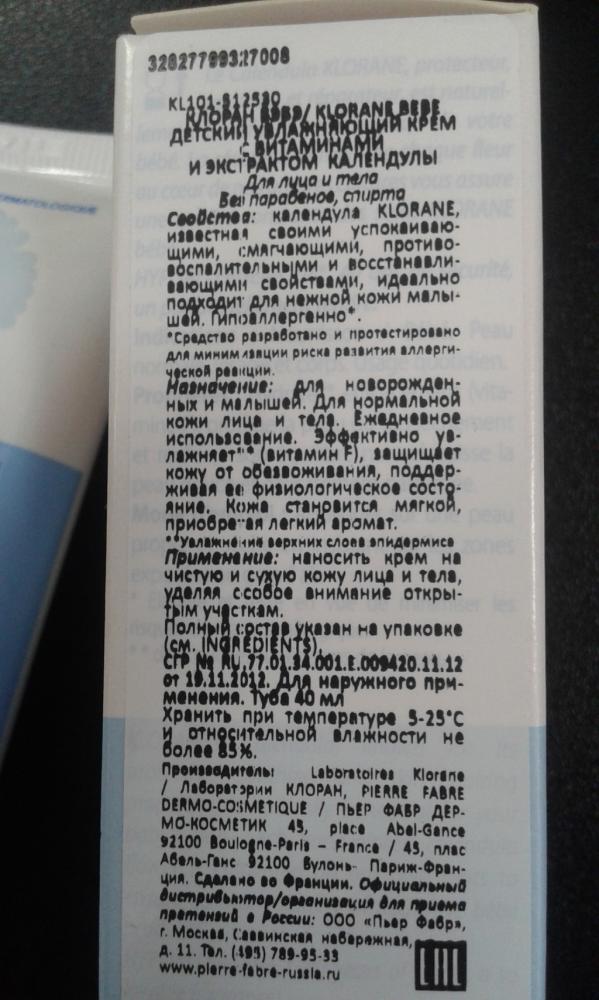 32827799327008
KL101-812530
КЛОРАН БЕБЕ/ KLORANE BEBE
ДЕТСКИЙ УВЛАЖНЯЮЩИЙ КРЕМ
С ВИТАМИНАМИ
И ЭКСТРАКТОМ КАЛЕНДУЛЫ
Для лица и тела
Без парабенов, спирта
Свойства: календула KLORANE,
известная своими успокаиваю-
щими, смягчающими, противо-
воспалительными и восстанавли-
вающими свойствами, идеально
подходит для нежной кожи малы-
шей. Гипоаллергенно*.
*Средство разработано и протестировано
для минимизации риска развития аллерги-
ческой реакции.
Назначение: для новорожден-
ных и малышей. Для нормальной
кожи лица и тела. Ежедневное
использование. Эффективно ув-
лажняет** (витамин F), защищает
кожу от обезвоживания, поддер-
живая ее физиологическое состо-
яние. Кожа становится мягкой,
приобретая легкий аромат.
**Увлажнение верхних слоев эпидермиса
Применение: наносить крем на
чистую и сухую кожу лица и тела,
уделяя особое внимание откры-
тым участкам.
Полный состав указан на упаковке
(см. INGREDIENTS).
СГР № RU.77.01.34.001.E.009420.11.12
от 19.11.2012. Для наружного при-
менения. Туба 40 мл
Хранить при температуре 5-25°С
и относительной влажности не
более 85%.
Производитель: Laboratoires Klorane
/ Лаборатории КЛОРАН, PIERRE FABRE
DERMO-COSMETIQUE / ПЬЕР ФАБР ДЕР-
МО-КОСМЕТИК 45, place Abel-Gance
92100 Boulogne-Paris – France / 45, плас
Абель-Ганс 92100 Булонь- Париж-Фран-
ция. Сделано во Франции. Официальный
дистрибьютор/организация для приема
претензий в России: ООО «Пьер Фабр»,
г. Москва, Саввинская набережная,
д. 11. Тел. (495) 789-95-33
www.pierre-fabre-russia.ru